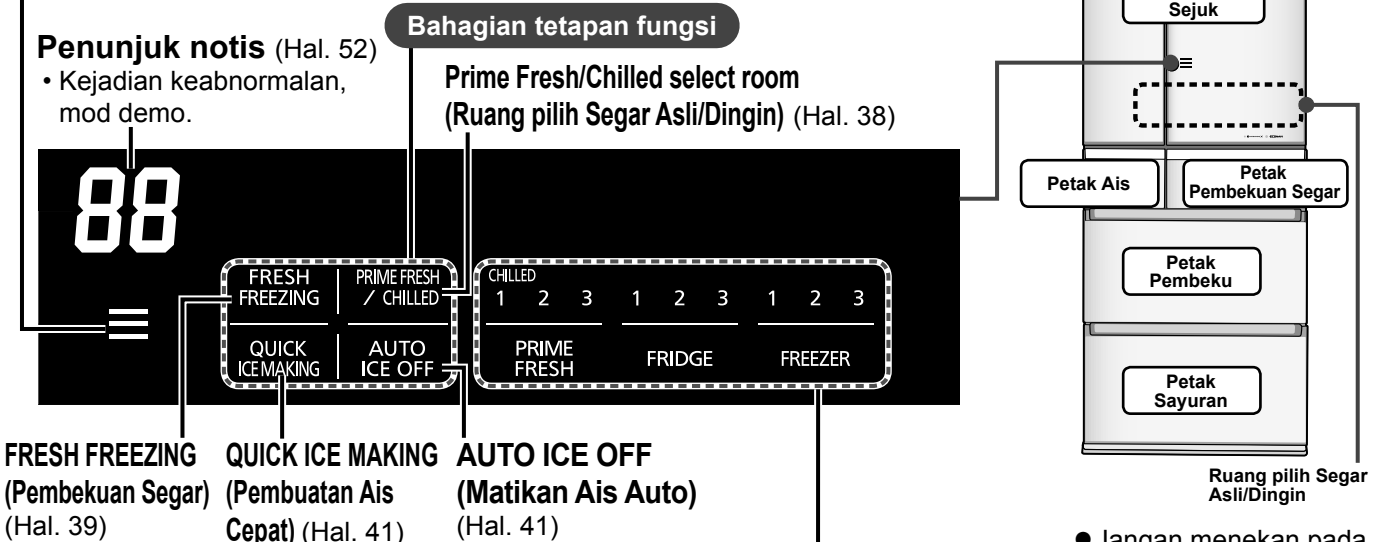 Bahagian tetapan fungsi
Penunjuk notis (Hal. 52)
• Kejadian keabnormalan,
mod demo.
Prime Fresh/Chilled select room
(Ruang pilih Segar Asli/Dingin) (Hal. 38)
88
FRESH
FREEZING
PRIME FRESH
/ CHILLED
QUICK
ICE MAKING
AUTO
ICE OFF
CHILLED
1 2 3
PRIME
FRESH
1 2 3
FRIDGE
1 2 3
FREEZER
FRESH FREEZING
(Pembekuan Segar)
(Hal. 39)
QUICK ICE MAKING
(Pembuatan Ais
Cepat) (Hal. 41)
AUTO ICE OFF
(Matikan Ais Auto)
(Hal. 41)
Sejuk
Petak Ais
Petak
Pembekuan Segar
Petak
Pembeku
Petak
Sayuran
Ruang pilih Segar
Asli/Dingin
● Jangan menekan pada